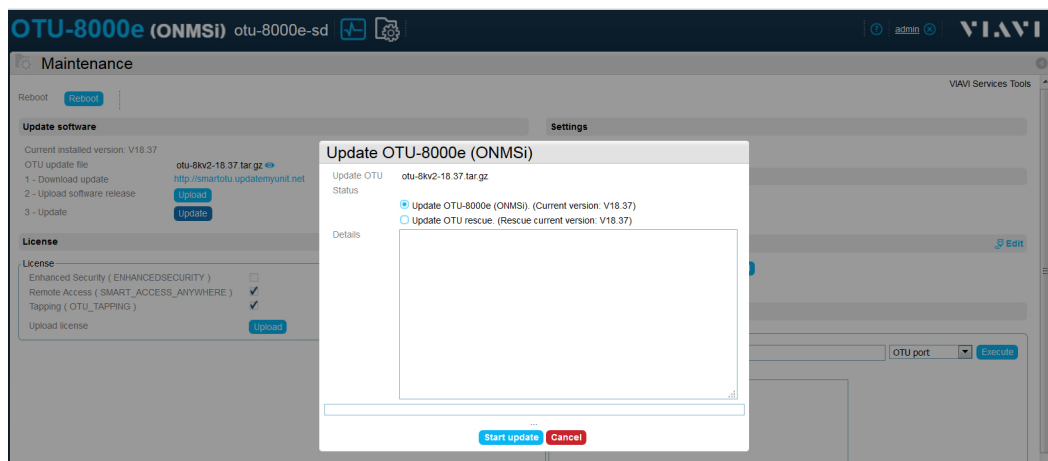 OTU-8000e (ONMSi) otu-8000e-sd
admin
VIAVI
Maintenance
VIAVI Services Tools
Reboot Reboot
Update software
Settings
Current installed version: V18.37
OTU update file otu-8kv2-18.37.tar.gz
1 - Download update http://smartotu.updatemyunit.net
2 - Upload software release Upload
3 - Update Update
License
Edit
License
Enhanced Security ( ENHANCEDSECURITY )
Remote Access ( SMART_ACCESS_ANYWHERE )
Tapping ( OTU_TAPPING )
Upload license Upload
OTU port Execute
Update OTU-8000e (ONMSi)
Update OTU otu-8kv2-18.37.tar.gz
Status
Update OTU-8000e (ONMSi). (Current version: V18.37)
Update OTU rescue. (Rescue current version: V18.37)
Details
...
Start update Cancel